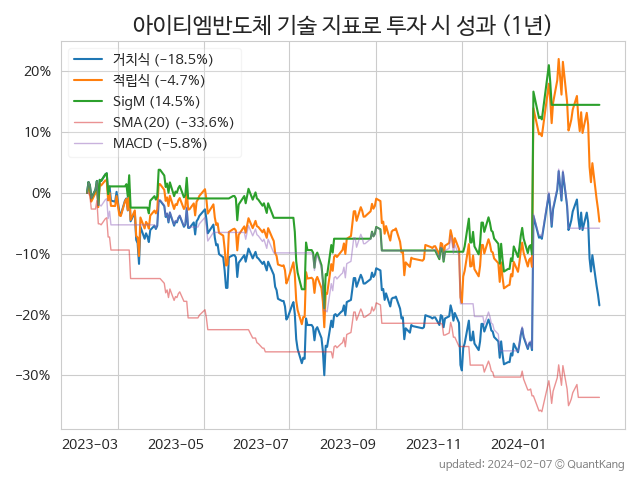 아이티엠반도체 기술 지표로 투자 시 성과 (1년)
거치식 (−18.5%)
적립식 (−4.7%)
SigM (14.5%)
SMA(20) (−33.6%)
MACD (−5.8%)
20%
10%
0%
−10%
−20%
−30%
2023−03 2023−05 2023−07 2023−09 2023−11 2024−01
updated: 2024-02-07 © QuantKang